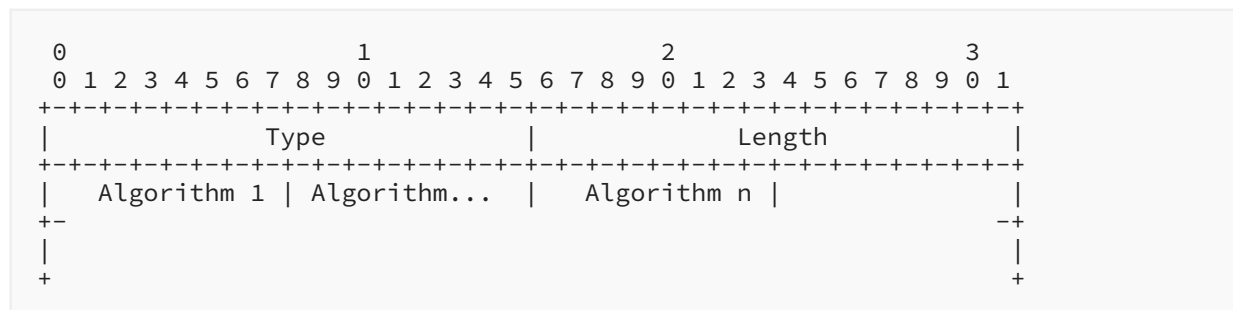 0                   1                   2                   3
 0 1 2 3 4 5 6 7 8 9 0 1 2 3 4 5 6 7 8 9 0 1 2 3 4 5 6 7 8 9 0 1
+-+-+-+-+-+-+-+-+-+-+-+-+-+-+-+-+-+-+-+-+-+-+-+-+-+-+-+-+-+-+-+-+
|              Type             |             Length            |
+-+-+-+-+-+-+-+-+-+-+-+-+-+-+-+-+-+-+-+-+-+-+-+-+-+-+-+-+-+-+-+-+
|   Algorithm 1 | Algorithm...  |   Algorithm n |               |
+-                                                             -+
|                                                               |
+                                                               +